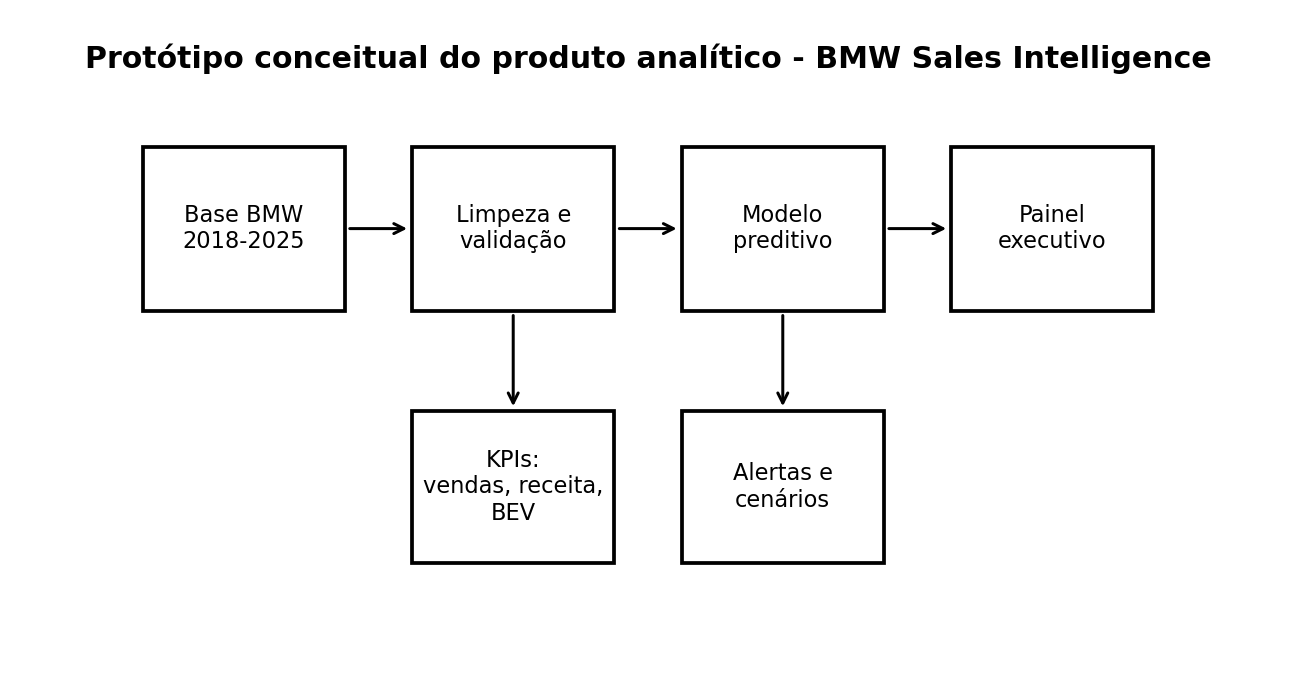 Protótipo conceitual do produto analítico - BMW Sales Intelligence
Base BMW
2018-2025
Limpeza e
validação
Modelo
preditivo
Painel
executivo
KPIs:
vendas, receita,
BEV
Alertas e
cenários